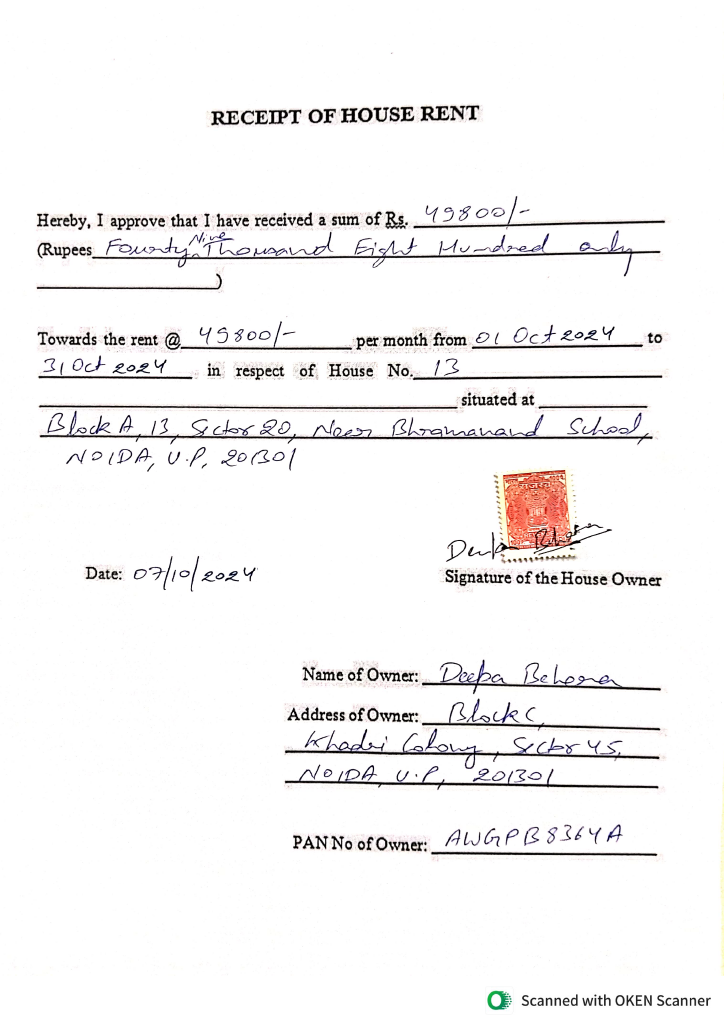 RECEIPT OF HOUSE RENT
Hereby, I approve that I have received a sum of Rs. 49800/-
(Rupees Fourty Nine Thousand Eight Hundred only
)
Towards the rent @ 49800/- per month from 01 Oct 2024 to
31 Oct 2024 in respect of House No. 13
situated at
Block A, 13, Sector 20, Near Bhramanand School,
NOIDA, U.P, 201301
Deepa Behera
Date: 07/10/2024
Signature of the House Owner
Name of Owner: Deepa Behera
Address of Owner: Block C,
Khadri Colony, Sector 45,
NOIDA, U.P, 201301
PAN No of Owner: AWGPB8364A
Scanned with OKEN Scanner